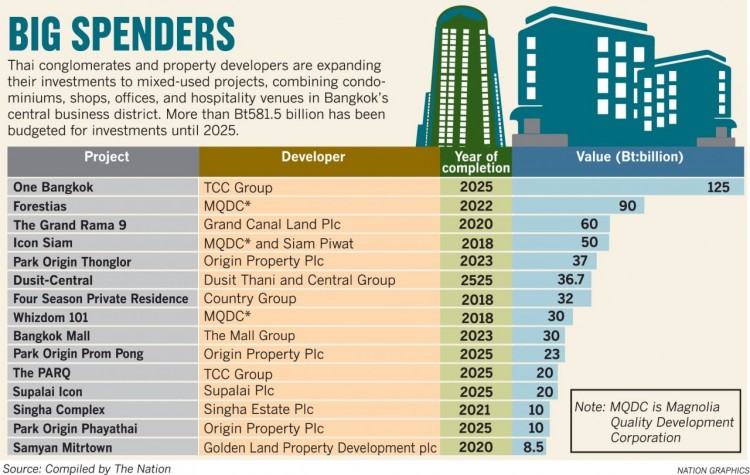 BIG SPENDERS
Thai conglomerates and property developers are expanding
their investments to mixed-used projects, combining condo-
miniums, shops, offices, and hospitality venues in Bangkok's
central business district. More than Bt581.5 billion has been
budgeted for investments until 2025.
Project Developer Year of completion Value (Bt:billion)
One Bangkok TCC Group 2025 125
Forestias MQDC* 2022 90
The Grand Rama 9 Grand Canal Land Plc 2020 60
Icon Siam MQDC* and Siam Piwat 2018 50
Park Origin Thonglor Origin Property Plc 2023 37
Dusit-Central Dusit Thani and Central Group 2525 36.7
Four Season Private Residence Country Group 2018 32
Whizdom 101 MQDC* 2018 30
Bangkok Mall The Mall Group 2023 30
Park Origin Prom Pong Origin Property Plc 2025 23
The PARQ TCC Group 2025 20
Supalai Icon Supalai Plc 2025 20
Singha Complex Singha Estate Plc 2021 10
Park Origin Phayathai Origin Property Plc 2025 10
Samyan Mitrtown Golden Land Property Development plc 2020 8.5
Note: MQDC is Magnolia
Quality Development
Corporation
Source: Compiled by The Nation
NATION GRAPHICS